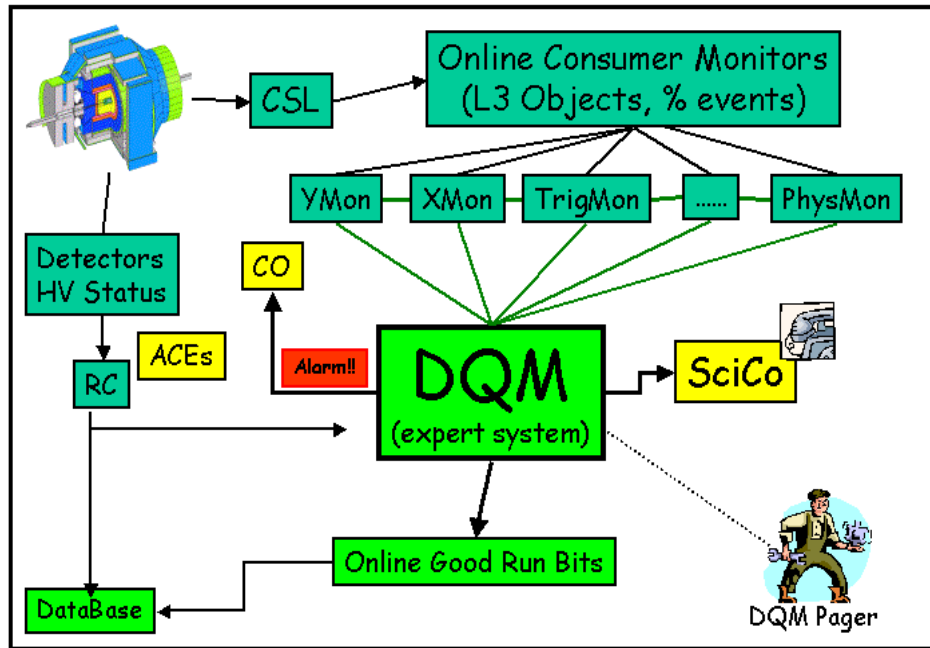 Online Consumer Monitors
(L3 Objects, % events)
CSL
YMon
XMon
TrigMon
......
PhysMon
Detectors
HV Status
CO
ACEs
RC
Alarm!!
DQM
(expert system)
SciCo
Online Good Run Bits
DataBase
DQM Pager